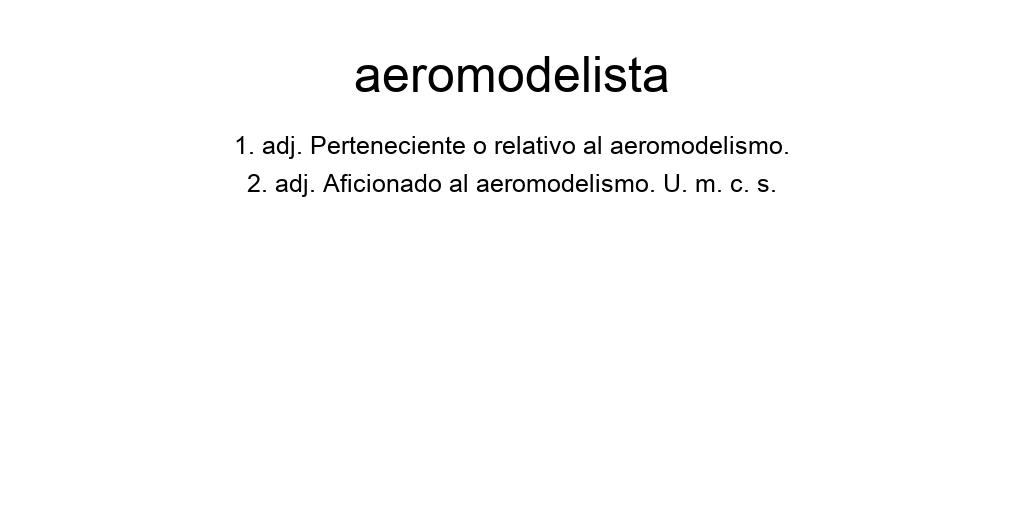 aeromodelista
1. adj. Perteneciente o relativo al aeromodelismo.
2. adj. Aficionado al aeromodelismo. U. m. c. s.